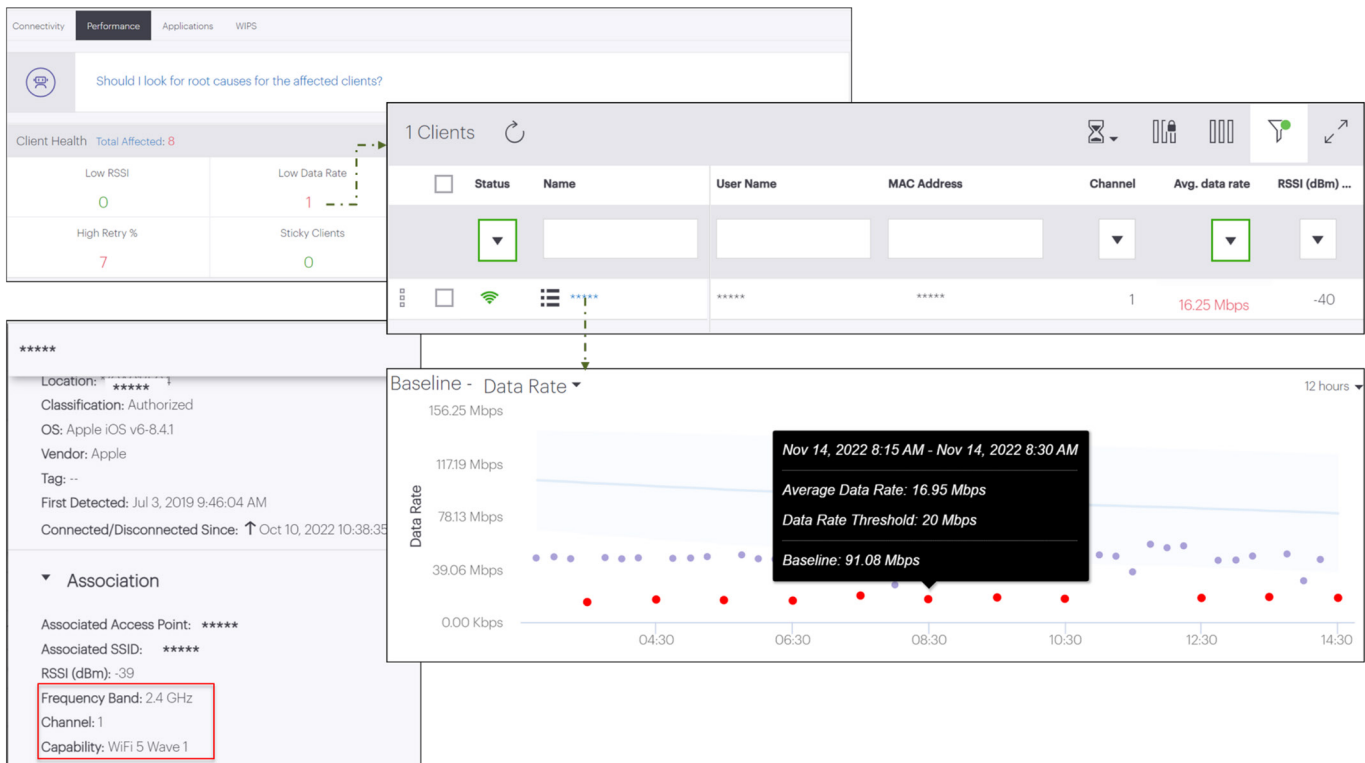 Connectivity Performance Applications WIPS
Should I look for root causes for the affected clients?
Client Health Total Affected: 8
Low RSSI Low Data Rate
0 1
High Retry % Sticky Clients
7 0
1 Clients
Status Name User Name MAC Address Channel Avg. data rate RSSI (dBm) ...
***** ***** ***** 1 16.25 Mbps -40
*****
Location: *****
Classification: Authorized
OS: Apple iOS v6-8.4.1
Vendor: Apple
Tag: --
First Detected: Jul 3, 2019 9:46:04 AM
Connected/Disconnected Since: ↑ Oct 10, 2022 10:38:35
Association
Associated Access Point: *****
Associated SSID: *****
RSSI (dBm): -39
Frequency Band: 2.4 GHz
Channel: 1
Capability: WiFi 5 Wave 1
Baseline - Data Rate
12 hours
156.25 Mbps
117.19 Mbps
78.13 Mbps
39.06 Mbps
0.00 Kbps
Data Rate
Nov 14, 2022 8:15 AM - Nov 14, 2022 8:30 AM
Average Data Rate: 16.95 Mbps
Data Rate Threshold: 20 Mbps
Baseline: 91.08 Mbps
04:30 06:30 08:30 10:30 12:30 14:30